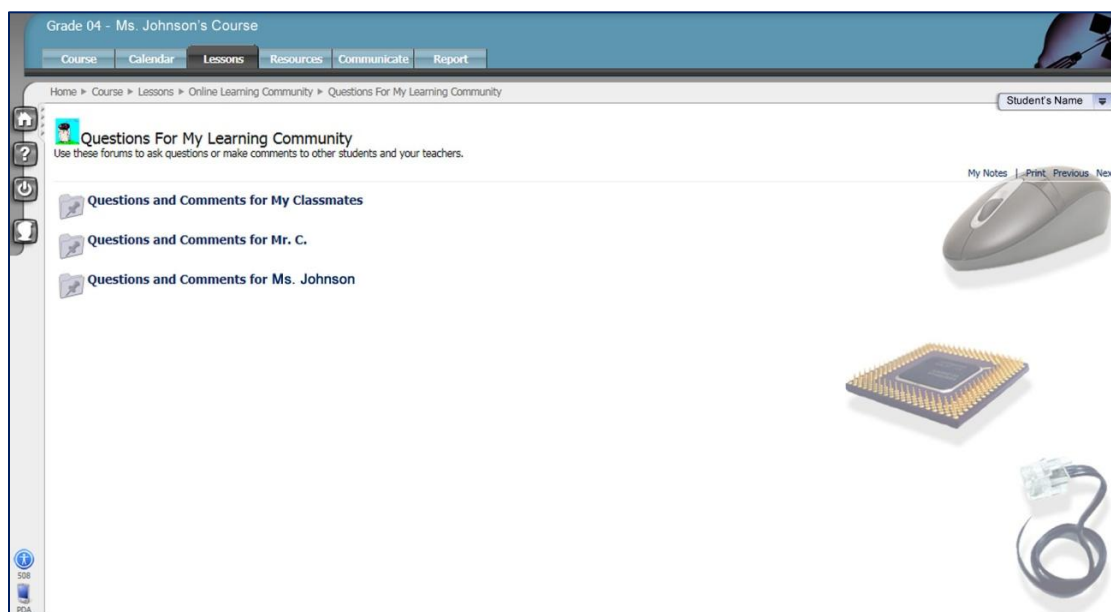 Grade 04 - Ms. Johnson's Course
Course Calendar Lessons Resources Communicate Report
Home ▶ Course ▶ Lessons ▶ Online Learning Community ▶ Questions For My Learning Community
Student's Name
Questions For My Learning Community
Use these forums to ask questions or make comments to other students and your teachers.
My Notes | Print Previous Nex
Questions and Comments for My Classmates
Questions and Comments for Mr. C.
Questions and Comments for Ms. Johnson
508
PDA